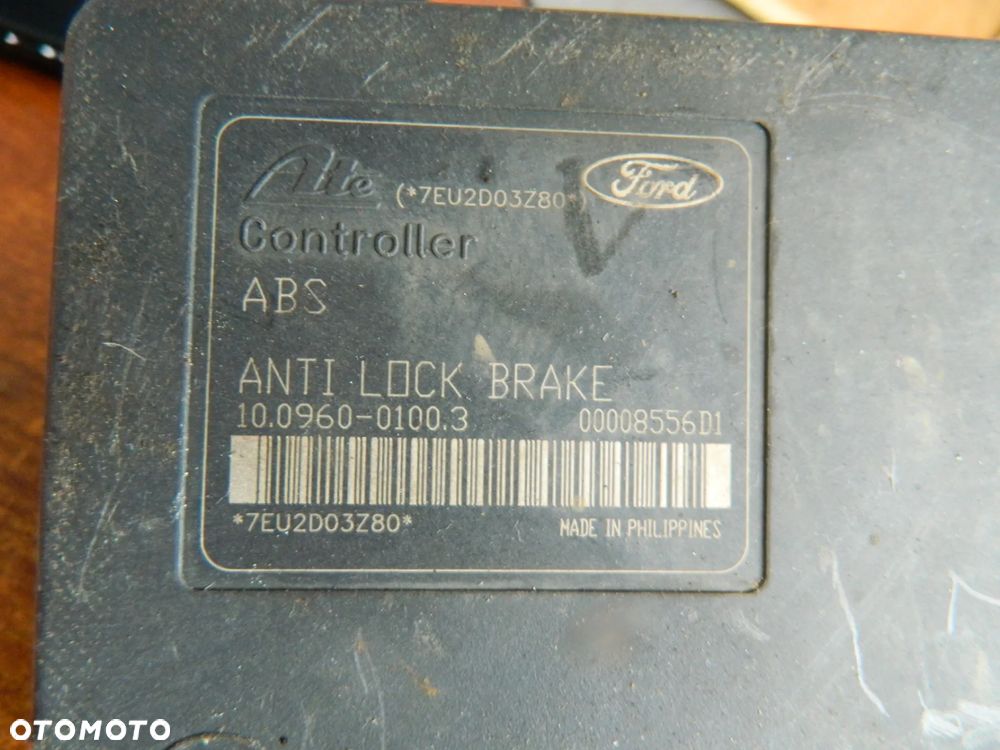 Ate (*7EU2D03Z80*) Ford
Controller
ABS
ANTI LOCK BRAKE
10.0960-0100.3 00008556D1
*7EU2D03Z80* MADE IN PHILIPPINES
OTOMOTO